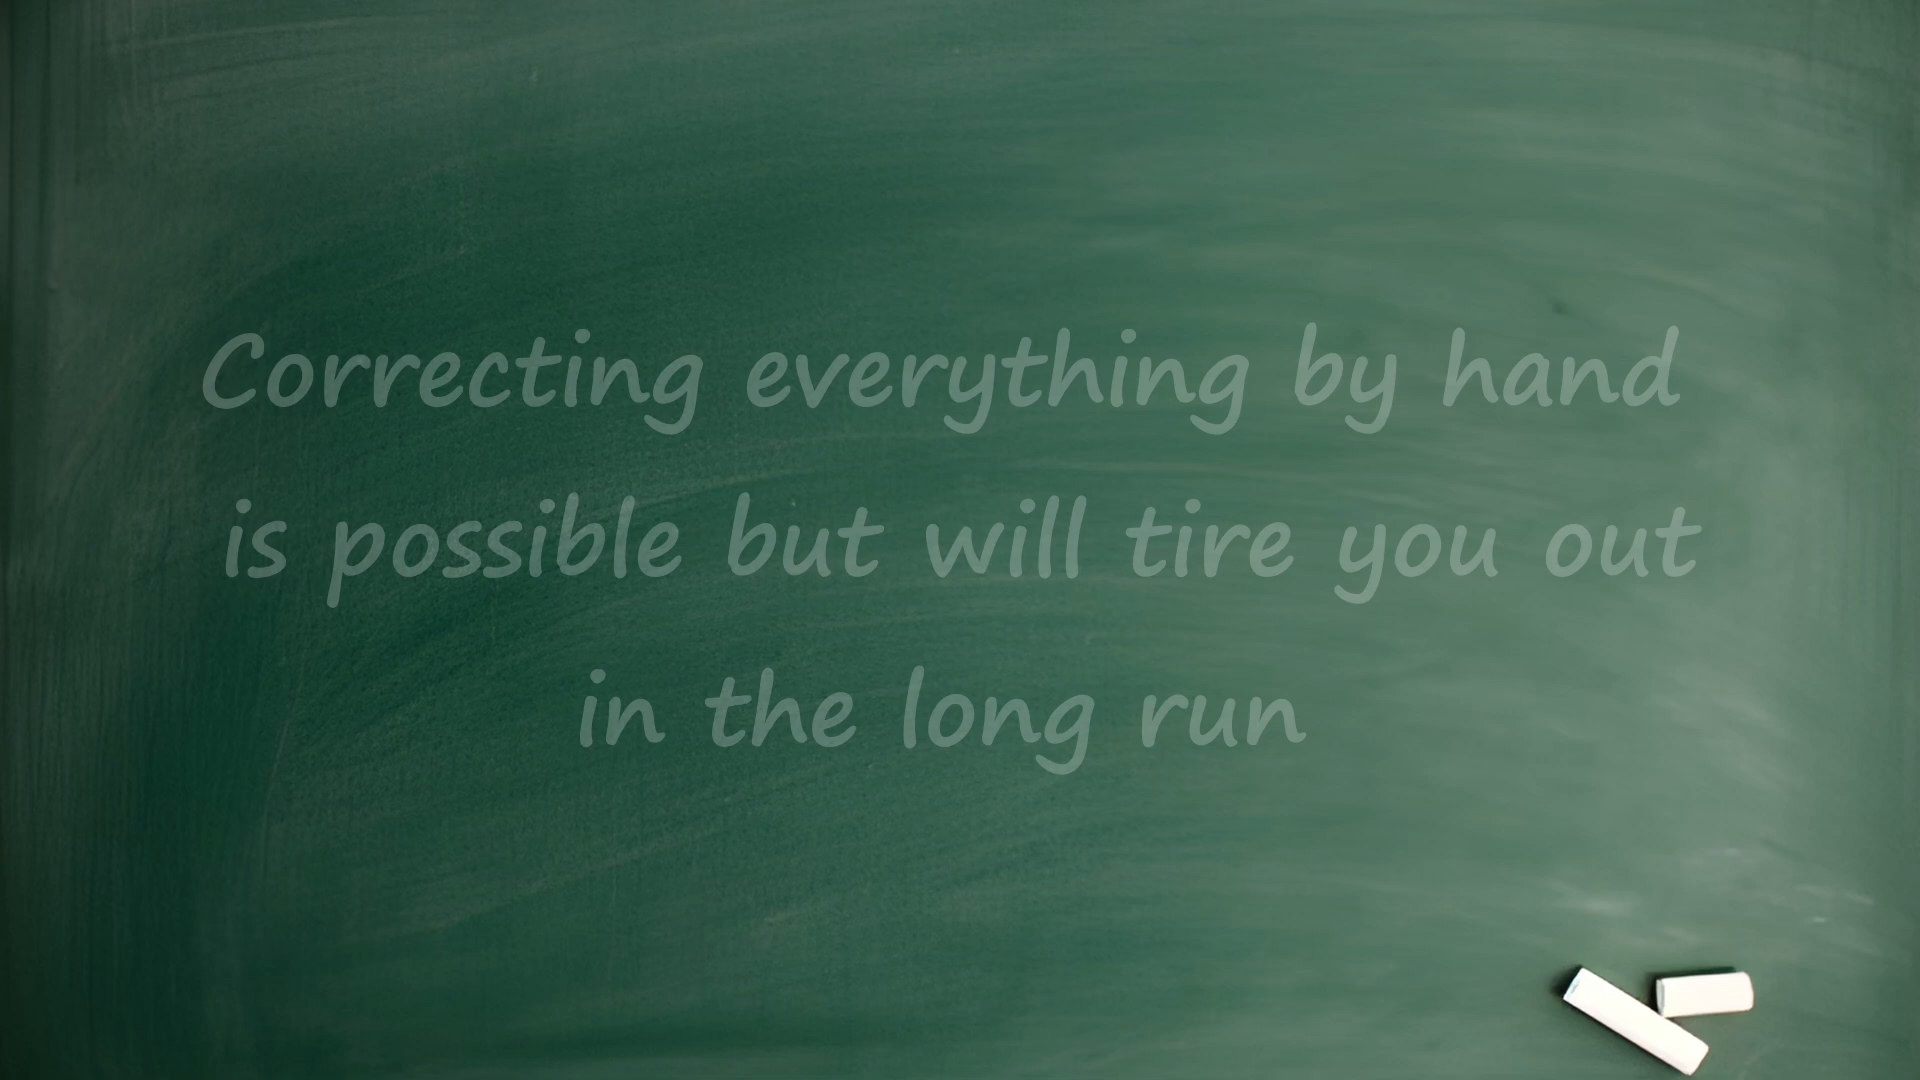 Correcting everything by hand
is possible but will tire you out
in the long run